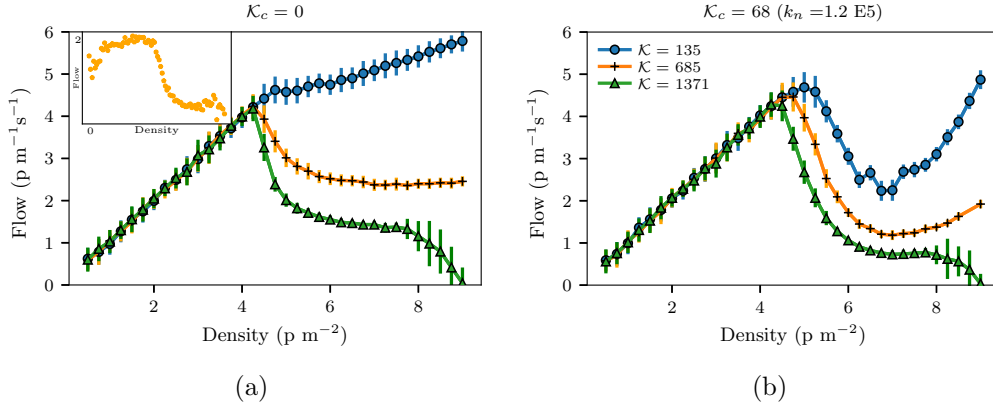 𝒦c = 0
Flow (p m−1s−1)
6
5
4
3
2
1
0
2
Flow
0
Density
2 4 6 8
Density (p m−2)
(a)
𝒦c = 68 (kn =1.2 E5)
𝒦 = 135
𝒦 = 685
𝒦 = 1371
Flow (p m−1s−1)
6
5
4
3
2
1
0
2 4 6 8
Density (p m−2)
(b)